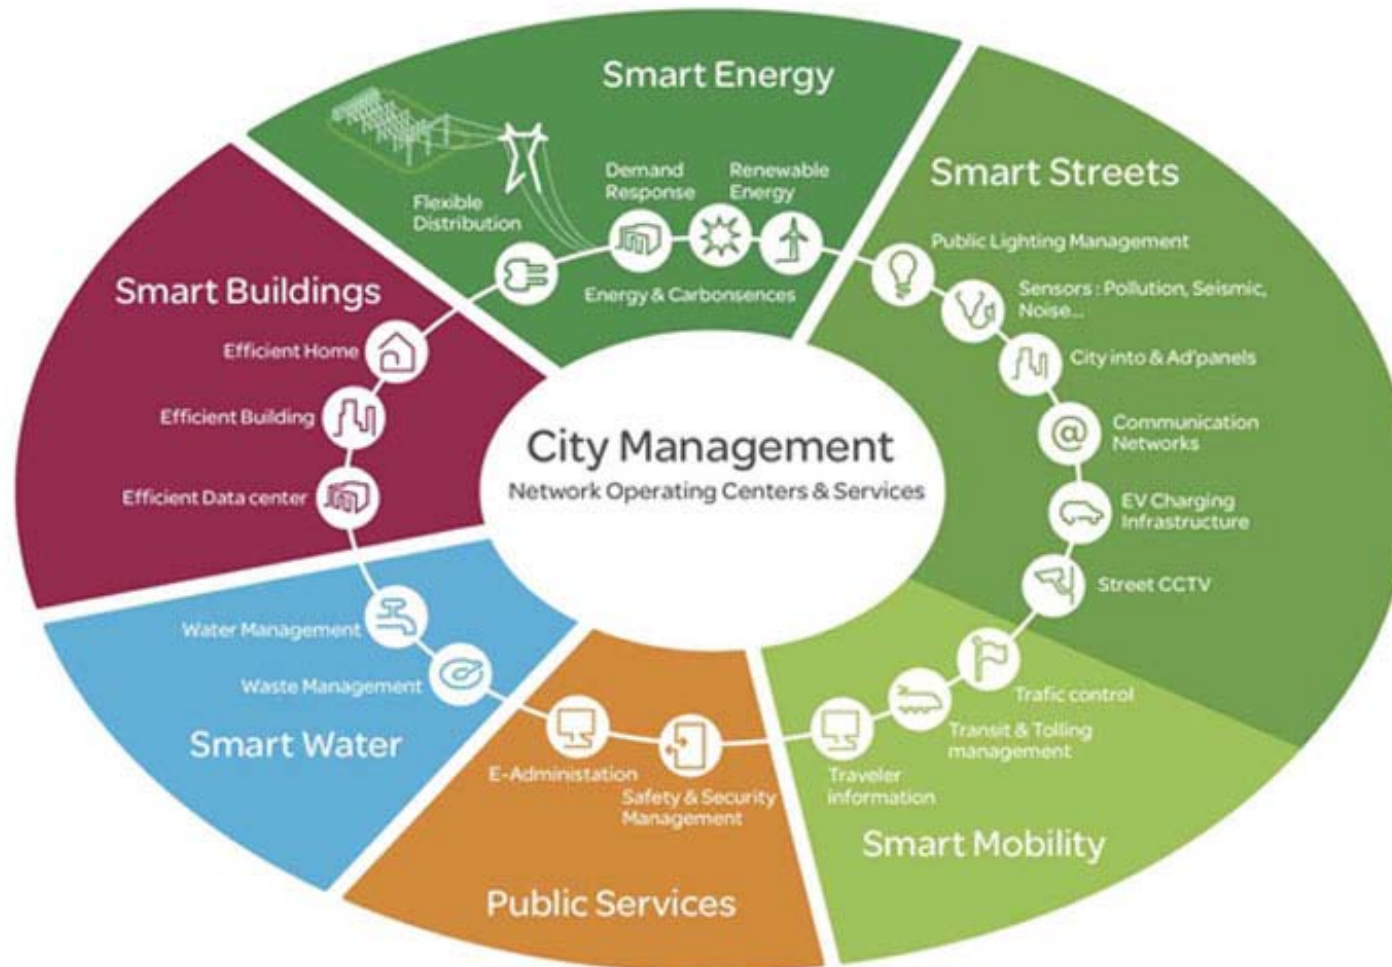 Smart Energy
Flexible
Distribution
Demand
Response
Renewable
Energy
Energy & Carbonsences
Smart Streets
Public Lighting Management
Sensors : Pollution, Seismic,
Noise...
City into & Ad'panels
Communication
Networks
EV Charging
Infrastructure
Street CCTV
Smart Buildings
Efficient Home
Efficient Building
Efficient Data center
City Management
Network Operating Centers & Services
@
Water Management
Waste Management
Smart Water
E-Administation
Safety & Security
Management
Public Services
Trafic control
Transit & Tolling
management
Traveler
information
Smart Mobility